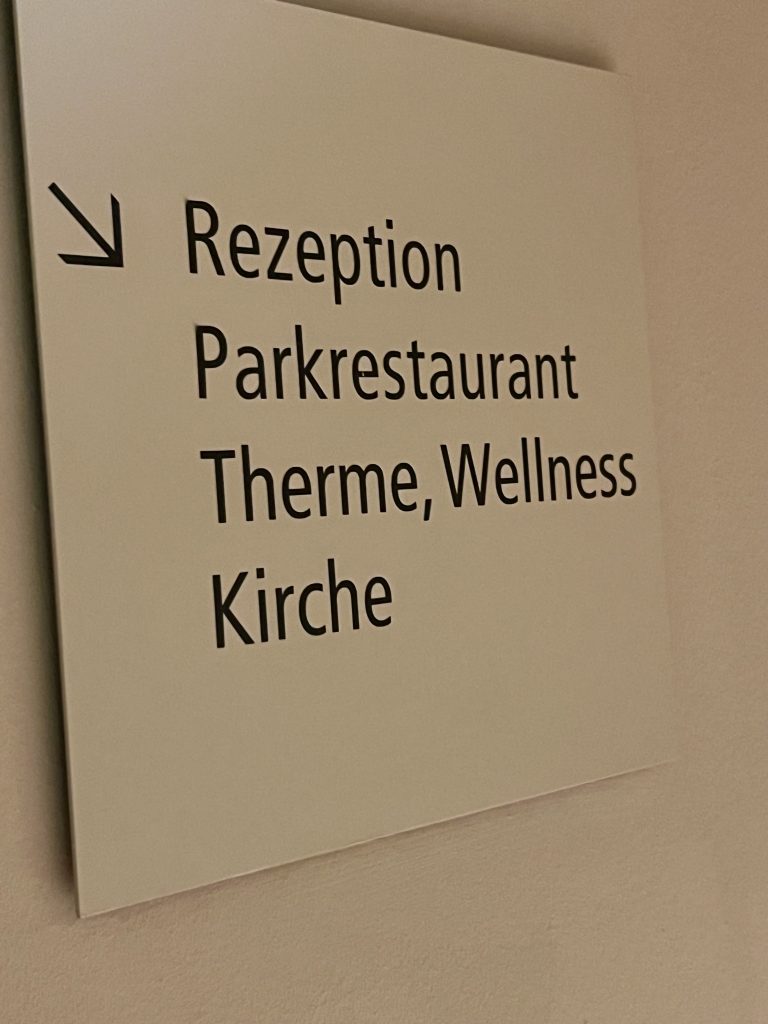 Rezeption
Parkrestaurant
Therme, Wellness
Kirche